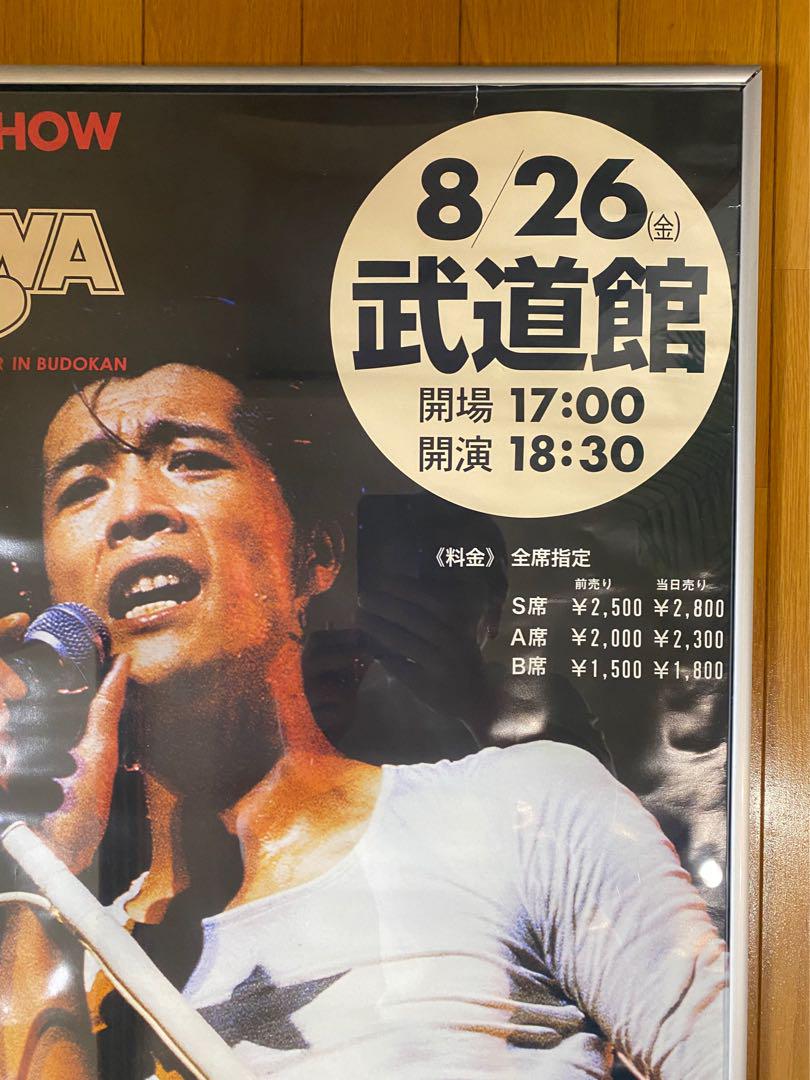 HOW
WA
R IN BUDOKAN
8/26(金)
武道館
開場 17:00
開演 18:30
《料金》 全席指定
前売り 当日売り
S席 ¥2,500 ¥2,800
A席 ¥2,000 ¥2,300
B席 ¥1,500 ¥1,800